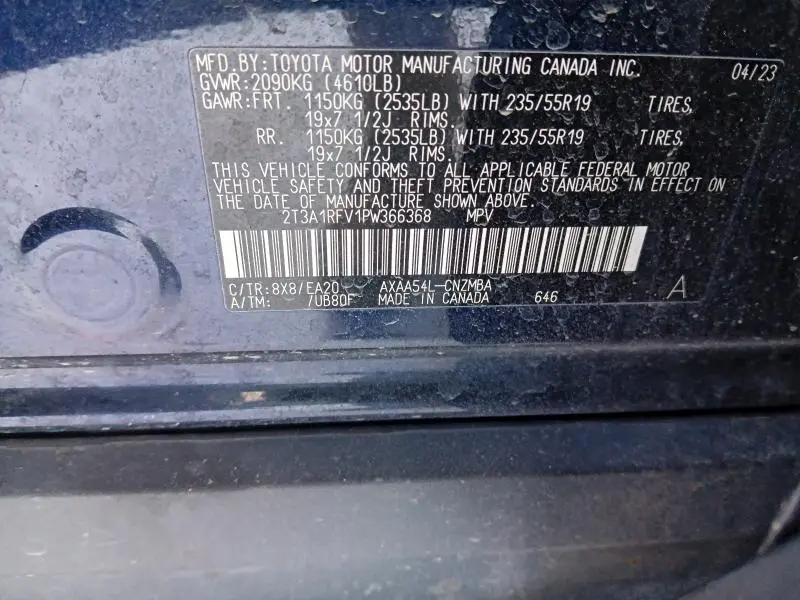 MFD.BY:TOYOTA MOTOR MANUFACTURING CANADA INC. 04/23
GVWR:2090KG (4610LB)
GAWR:FRT. 1150KG (2535LB) WITH 235/55R19 TIRES,
19x7 1/2J RIMS.
RR. 1150KG (2535LB) WITH 235/55R19 TIRES,
19x7 1/2J RIMS.
THIS VEHICLE CONFORMS TO ALL APPLICABLE FEDERAL MOTOR
VEHICLE SAFETY AND THEFT PREVENTION STANDARDS IN EFFECT ON
THE DATE OF MANUFACTURE SHOWN ABOVE.
2T3A1RFV1PW366368 MPV
C/TR:8X8/EA20 AXAA54L-CNZMBA
A/TM: /UB80F MADE IN CANADA 646 A